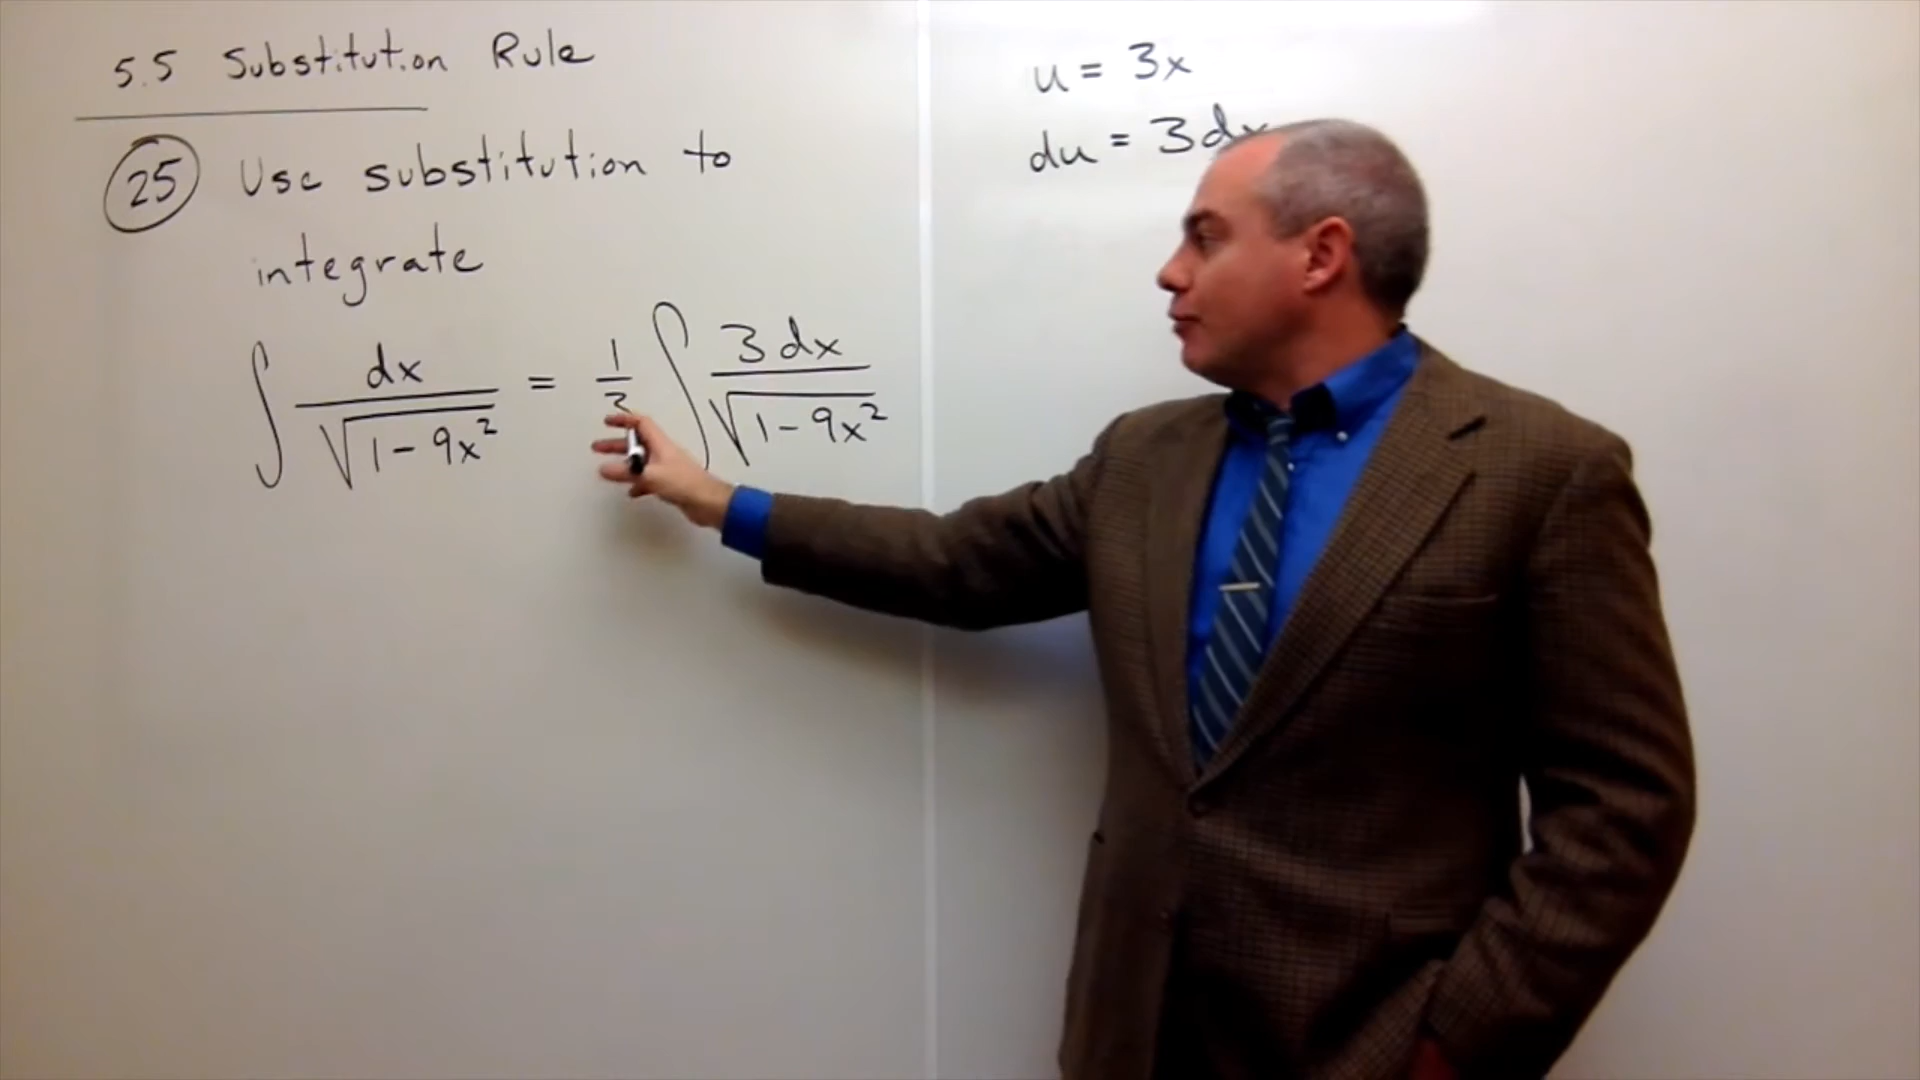 5.5 Substitution Rule
25 Use substitution to
integrate
∫ dx / √(1-9x²) = 1/3 ∫ 3dx / √(1-9x²)
u = 3x
du = 3dx